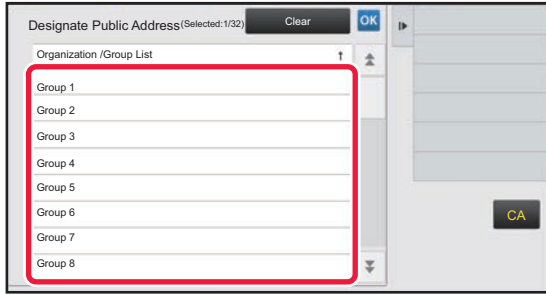 Designate Public Address(Selected:1/32) Clear OK
Organization /Group List ↑
Group 1
Group 2
Group 3
Group 4
Group 5
Group 6
Group 7
Group 8
CA